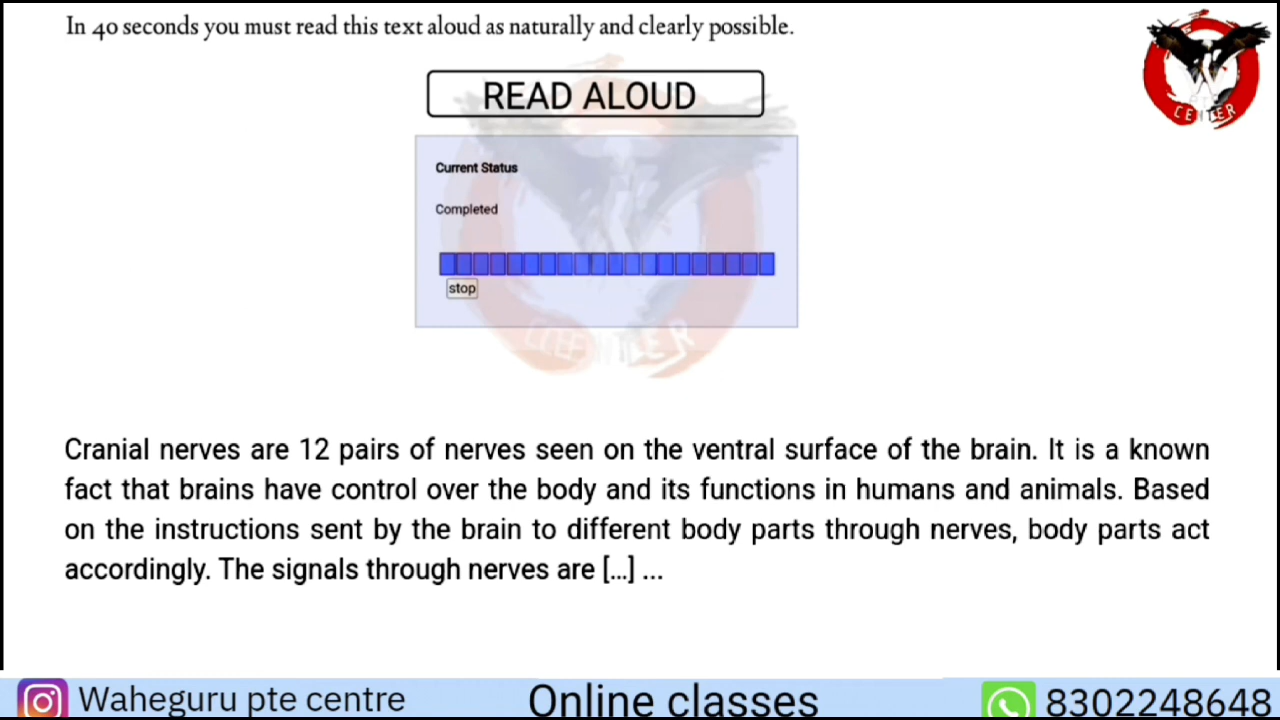 In 40 seconds you must read this text aloud as naturally and clearly possible.
READ ALOUD
CENTER
Current Status
Completed
stop
Cranial nerves are 12 pairs of nerves seen on the ventral surface of the brain. It is a known
fact that brains have control over the body and its functions in humans and animals. Based
on the instructions sent by the brain to different body parts through nerves, body parts act
accordingly. The signals through nerves are [...] ...
Waheguru pte centre
Online classes
8302248648